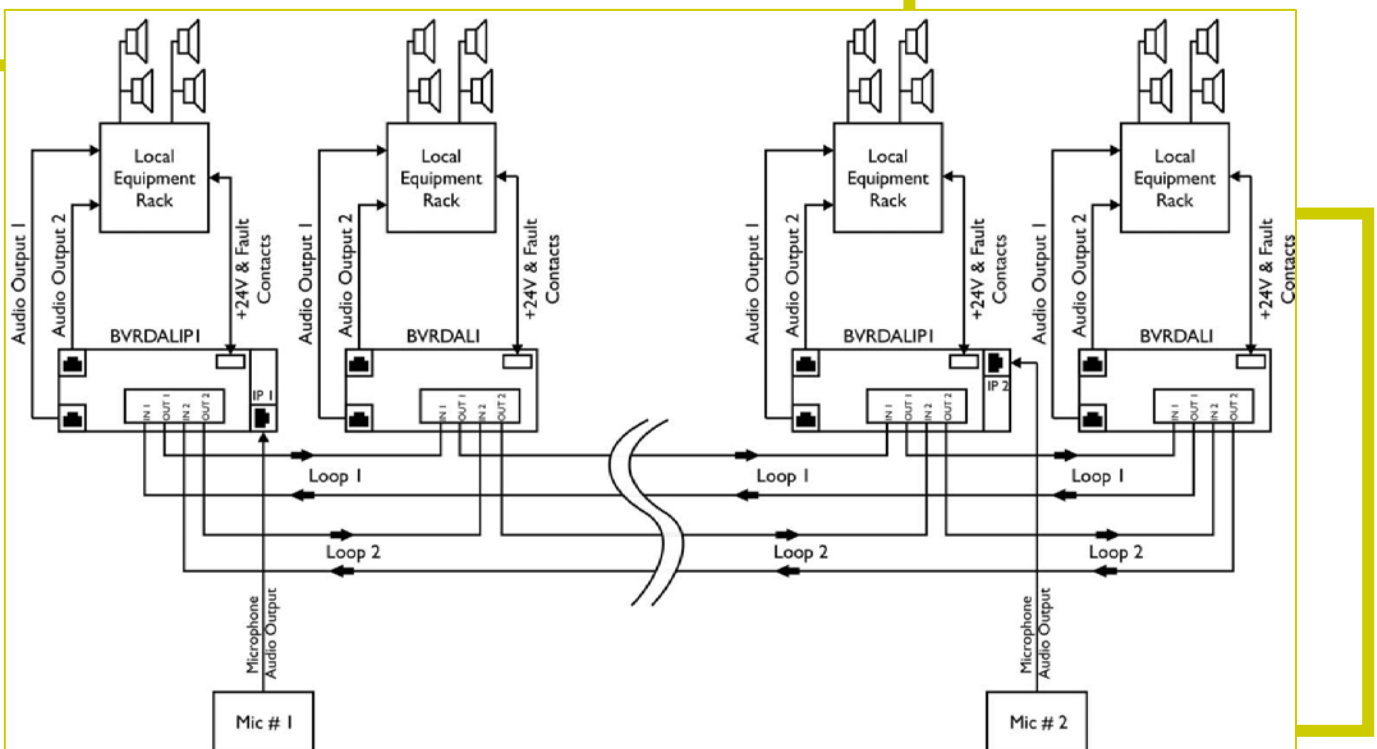 Local
Equipment
Rack
Local
Equipment
Rack
Local
Equipment
Rack
Local
Equipment
Rack
Audio Output 1
Audio Output 2
+24V & Fault
Contacts
Audio Output 1
Audio Output 2
+24V & Fault
Contacts
Audio Output 1
Audio Output 2
+24V & Fault
Contacts
Audio Output 1
Audio Output 2
+24V & Fault
Contacts
BVRDALIP1
BVRDAL1
BVRDALIP1
BVRDAL1
IP 1
IP 2
IN 1
OUT 1
IN 2
OUT 2
IN 1
OUT 1
IN 2
OUT 2
IN 1
OUT 1
IN 2
OUT 2
IN 1
OUT 1
IN 2
OUT 2
Loop 1
Loop 1
Loop 1
Loop 2
Loop 2
Loop 2
Microphone
Audio Output
Microphone
Audio Output
Mic # 1
Mic # 2